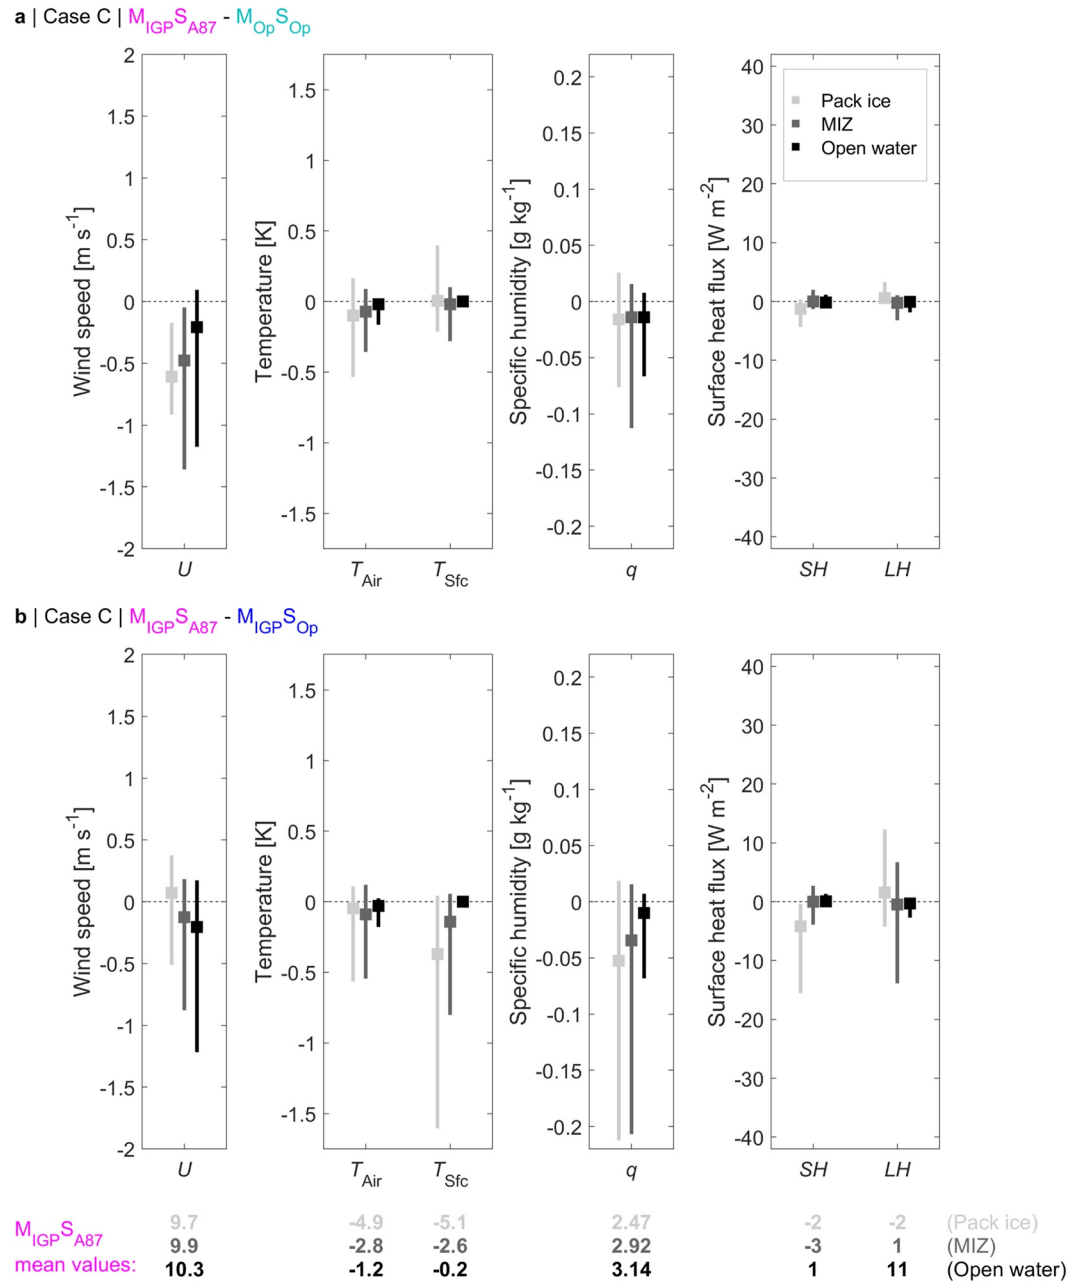 a | Case C | M_IGP S_A87 - M_Op S_Op
2
1.5
1
0.5
0
-0.5
-1
-1.5
-2
Wind speed [m s^-1]
U
1.5
1
0.5
0
-0.5
-1
-1.5
Temperature [K]
T_Air T_Sfc
0.2
0.15
0.1
0.05
0
-0.05
-0.1
-0.15
-0.2
Specific humidity [g kg^-1]
q
40
30
20
10
0
-10
-20
-30
-40
Surface heat flux [W m^-2]
Pack ice
MIZ
Open water
SH LH
b | Case C | M_IGP S_A87 - M_IGP S_Op
2
1.5
1
0.5
0
-0.5
-1
-1.5
-2
Wind speed [m s^-1]
U
1.5
1
0.5
0
-0.5
-1
-1.5
Temperature [K]
T_Air T_Sfc
0.2
0.15
0.1
0.05
0
-0.05
-0.1
-0.15
-0.2
Specific humidity [g kg^-1]
q
40
30
20
10
0
-10
-20
-30
-40
Surface heat flux [W m^-2]
SH LH
M_IGP S_A87
mean values:
9.7 -4.9 -5.1 2.47 -2 -2 (Pack ice)
9.9 -2.8 -2.6 2.92 -3 1 (MIZ)
10.3 -1.2 -0.2 3.14 1 11 (Open water)